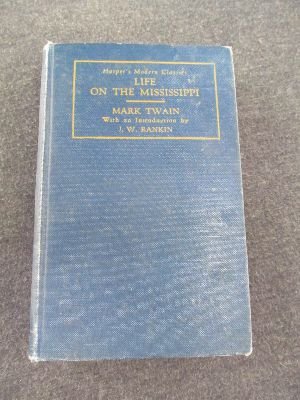 Harper's Modern Classics
LIFE
ON THE MISSISSIPPI
MARK TWAIN
With an Introduction by
J. W. RANKIN